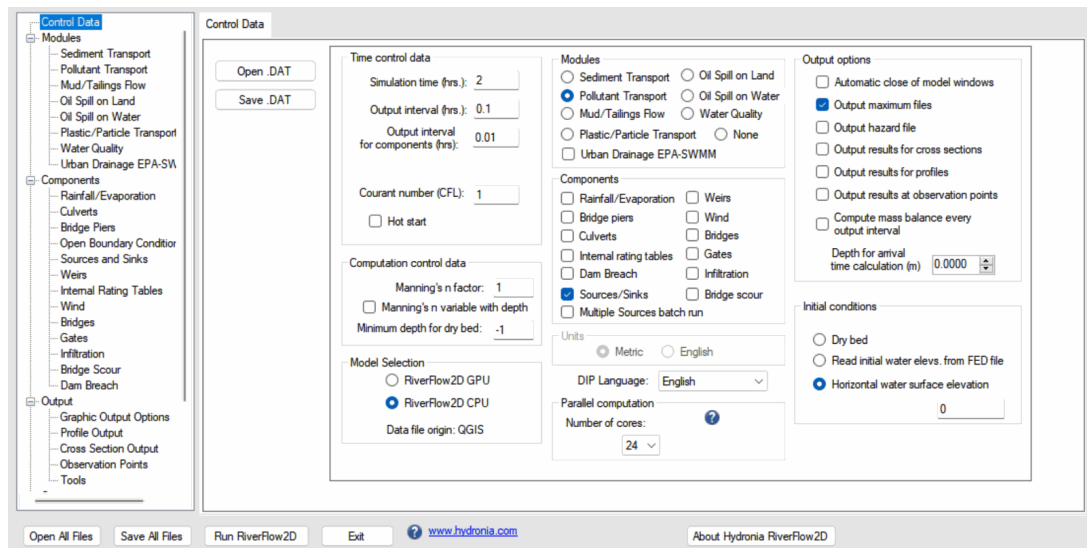 Control Data
Modules
Sediment Transport
Pollutant Transport
Mud/Tailings Flow
Oil Spill on Land
Oil Spill on Water
Plastic/Particle Transport
Water Quality
Urban Drainage EPA-SW
Components
Rainfall/Evaporation
Culverts
Bridge Piers
Open Boundary Condition
Sources and Sinks
Weirs
Internal Rating Tables
Wind
Bridges
Gates
Infiltration
Bridge Scour
Dam Breach
Output
Graphic Output Options
Profile Output
Cross Section Output
Observation Points
Tools
Control Data
Open .DAT
Save .DAT
Time control data
Simulation time (hrs.): 2
Output interval (hrs.): 0.1
Output interval
for components (hrs): 0.01
Courant number (CFL): 1
Hot start
Computation control data
Manning's n factor: 1
Manning's n variable with depth
Minimum depth for dry bed: -1
Model Selection
RiverFlow2D GPU
RiverFlow2D CPU
Data file origin: QGIS
Modules
Sediment Transport Oil Spill on Land
Pollutant Transport Oil Spill on Water
Mud/Tailings Flow Water Quality
Plastic/Particle Transport None
Urban Drainage EPA-SWMM
Components
Rainfall/Evaporation Weirs
Bridge piers Wind
Culverts Bridges
Internal rating tables Gates
Dam Breach Infiltration
Sources/Sinks Bridge scour
Multiple Sources batch run
Units
Metric English
DIP Language: English
Parallel computation
Number of cores: ?
24
Output options
Automatic close of model windows
Output maximum files
Output hazard file
Output results for cross sections
Output results for profiles
Output results at observation points
Compute mass balance every
output interval
Depth for arrival
time calculation (m) 0.0000
Initial conditions
Dry bed
Read initial water elevs. from FED file
Horizontal water surface elevation
0
Open All Files Save All Files Run RiverFlow2D Exit ? www.hydronia.com About Hydronia RiverFlow2D